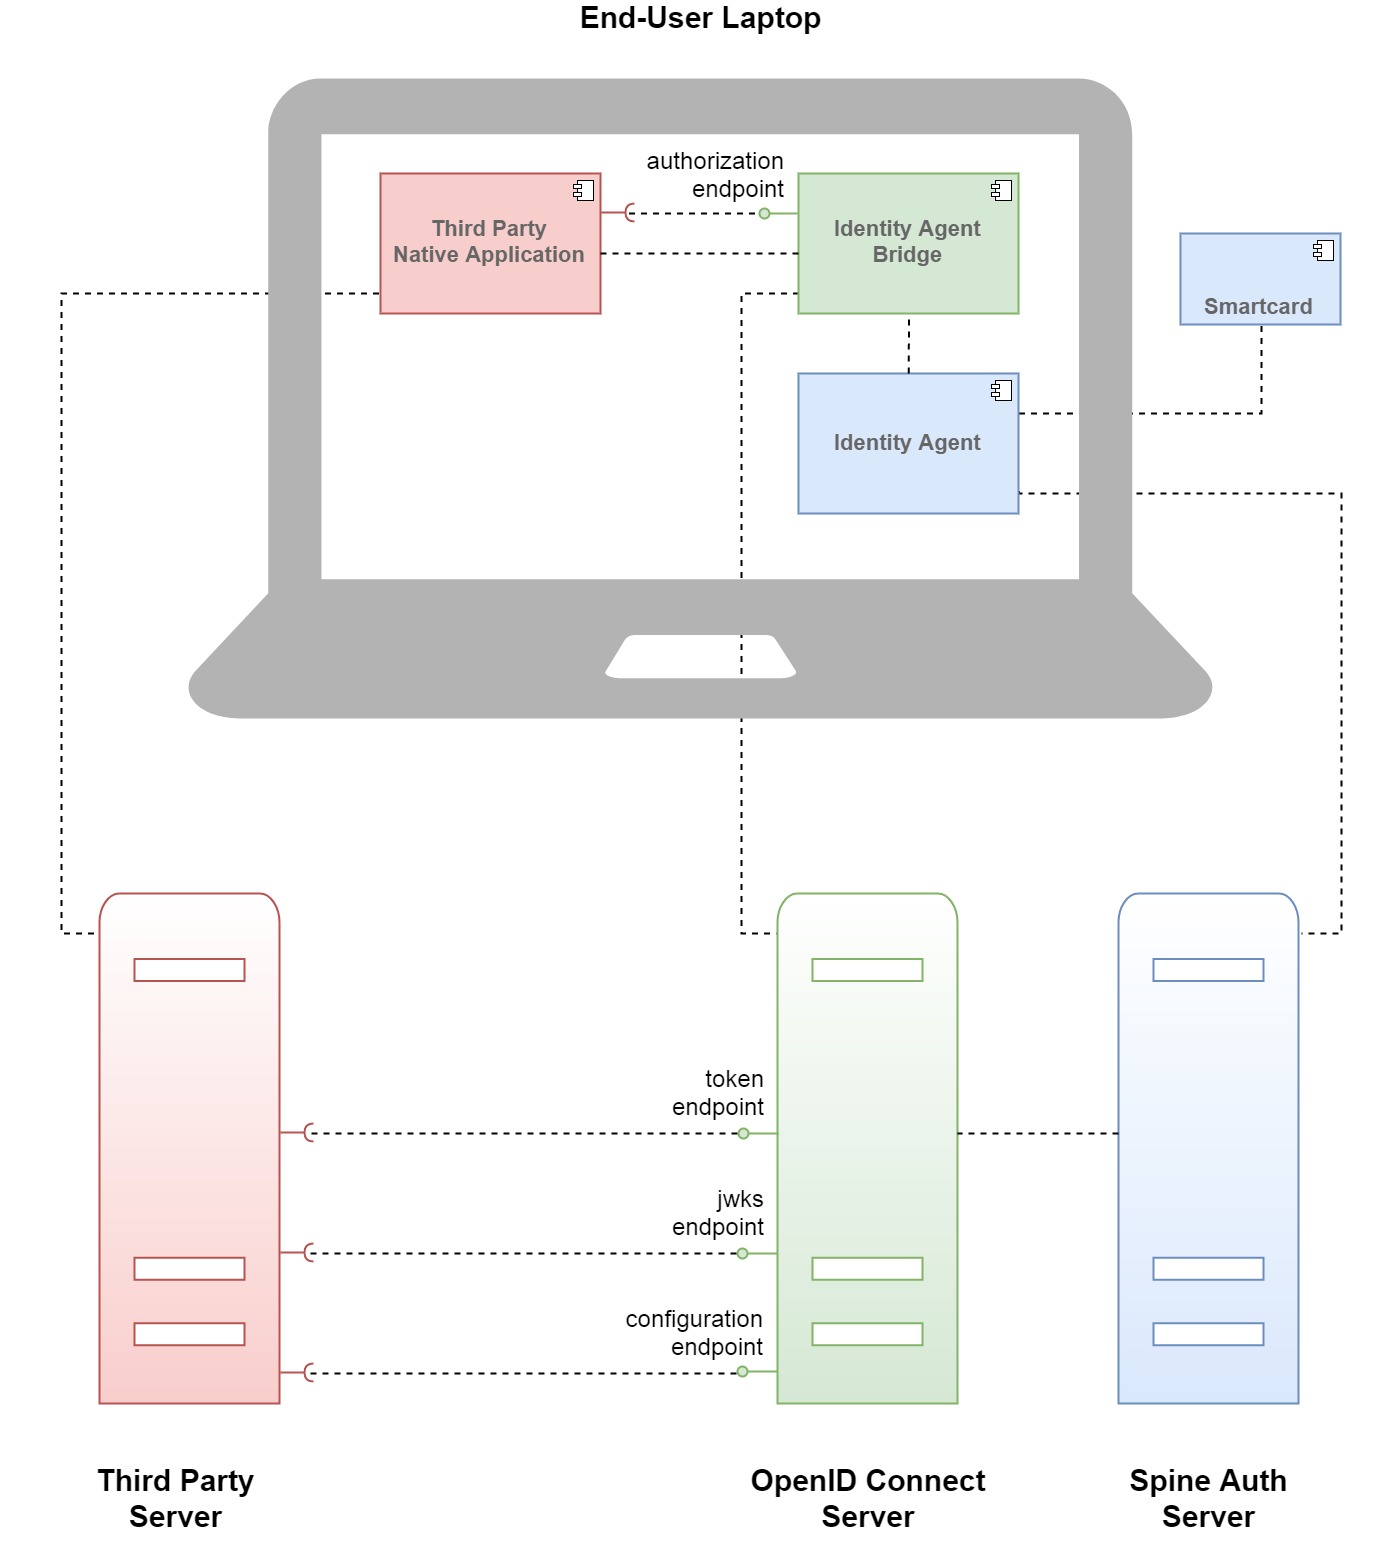 End-User Laptop
authorization
endpoint
Third Party
Native Application
Identity Agent
Bridge
Smartcard
Identity Agent
token
endpoint
jwks
endpoint
configuration
endpoint
Third Party
Server
OpenID Connect
Server
Spine Auth
Server